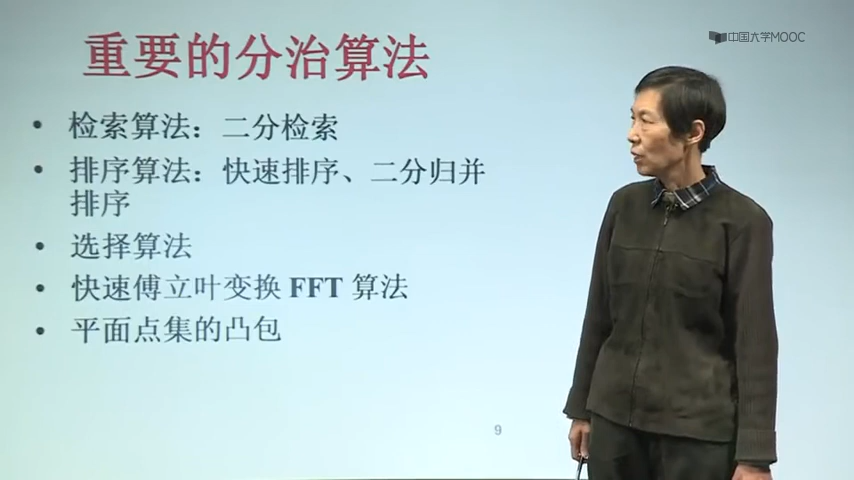 中国大学MOOC
重要的分治算法
• 检索算法：二分检索
• 排序算法：快速排序、二分归并
排序
• 选择算法
• 快速傅立叶变换 FFT 算法
• 平面点集的凸包
9